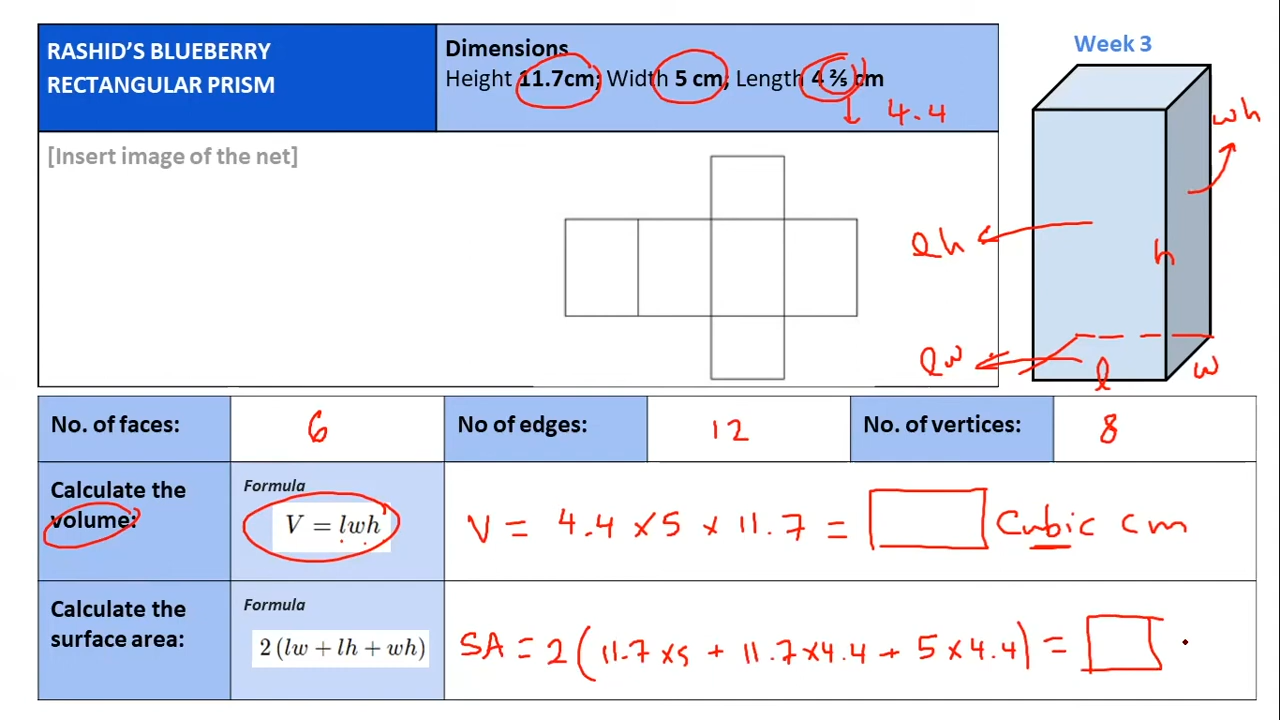 RASHID'S BLUEBERRY
RECTANGULAR PRISM
Dimensions
Height 11.7cm; Width 5 cm; Length 4 ⅖ cm
4.4
Week 3
[Insert image of the net]
wh
lh
h
lw
l
w
No. of faces:
6
No of edges:
12
No. of vertices:
8
Calculate the
volume:
Formula
V = lwh
V = 4.4 × 5 × 11.7 = cubic cm
Calculate the
surface area:
Formula
2 (lw + lh + wh)
SA = 2 (11.7 × 5 + 11.7 × 4.4 + 5 × 4.4) =